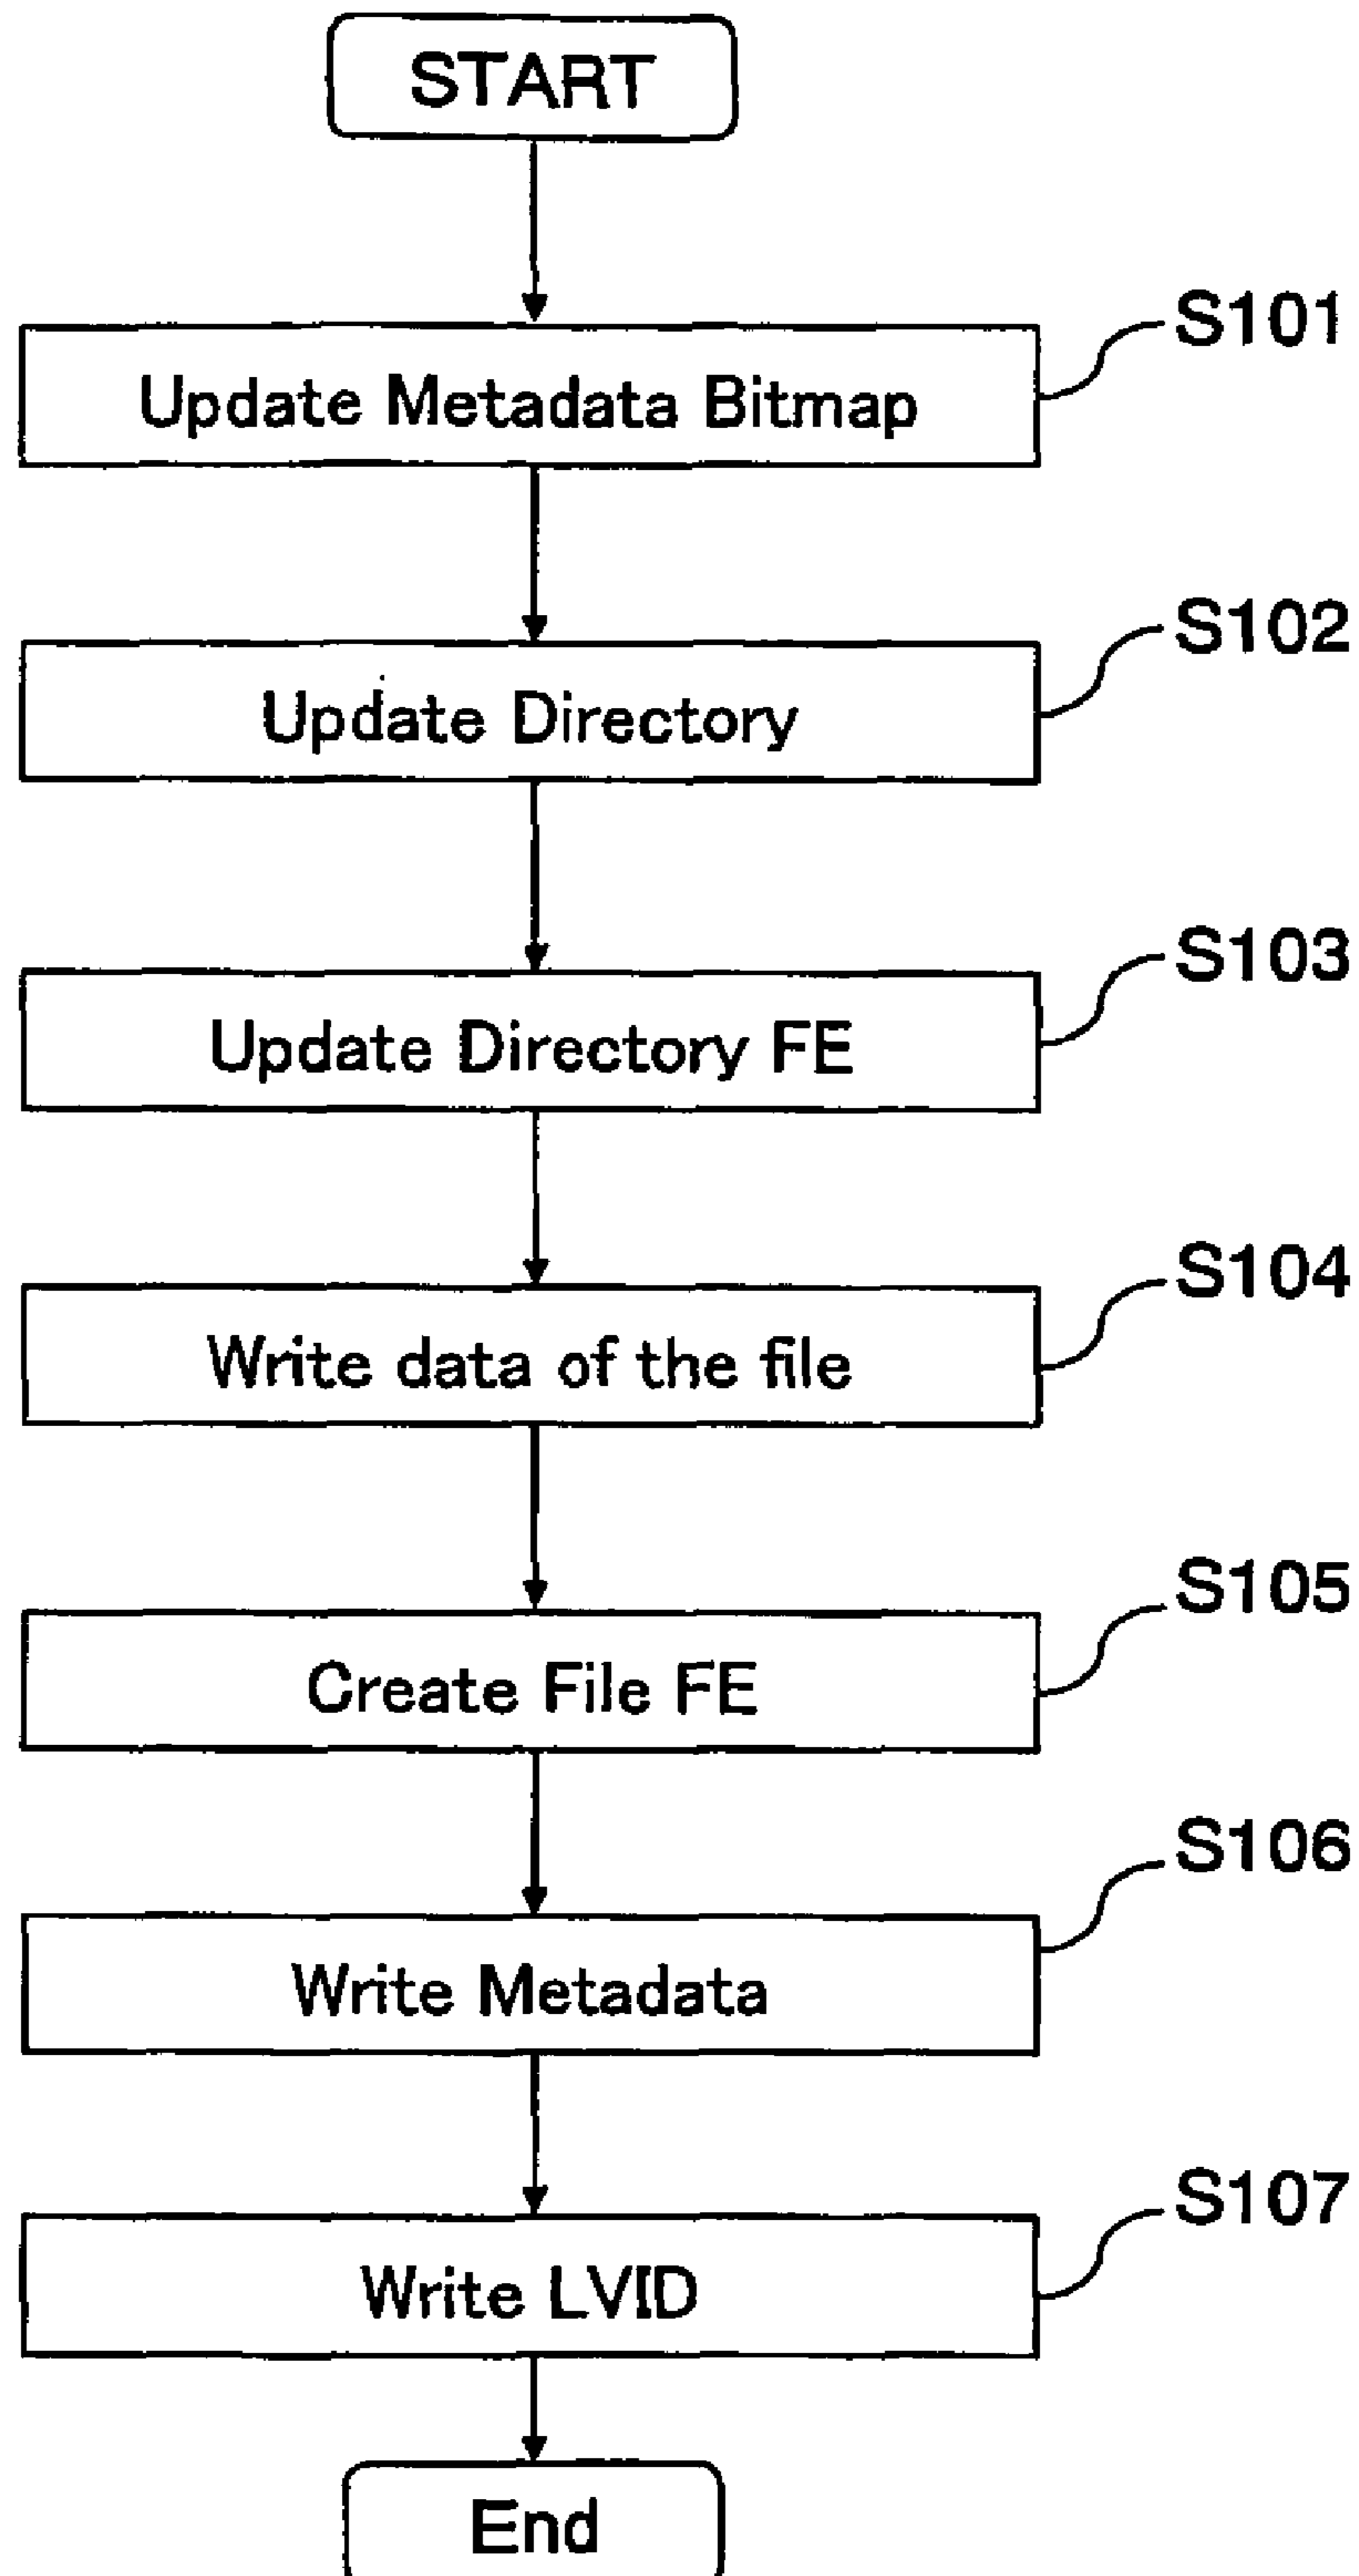 START
S101
Update Metadata Bitmap
S102
Update Directory
S103
Update Directory FE
S104
Write data of the file
S105
Create File FE
S106
Write Metadata
S107
Write LVID
End